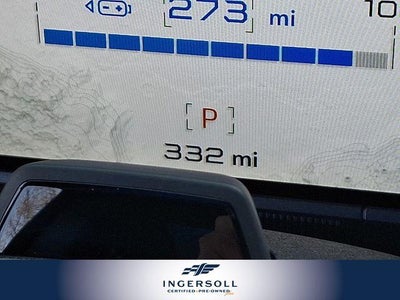 273 mi
10
P
332 mi
INGERSOLL
CERTIFIED·PRE-OWNED